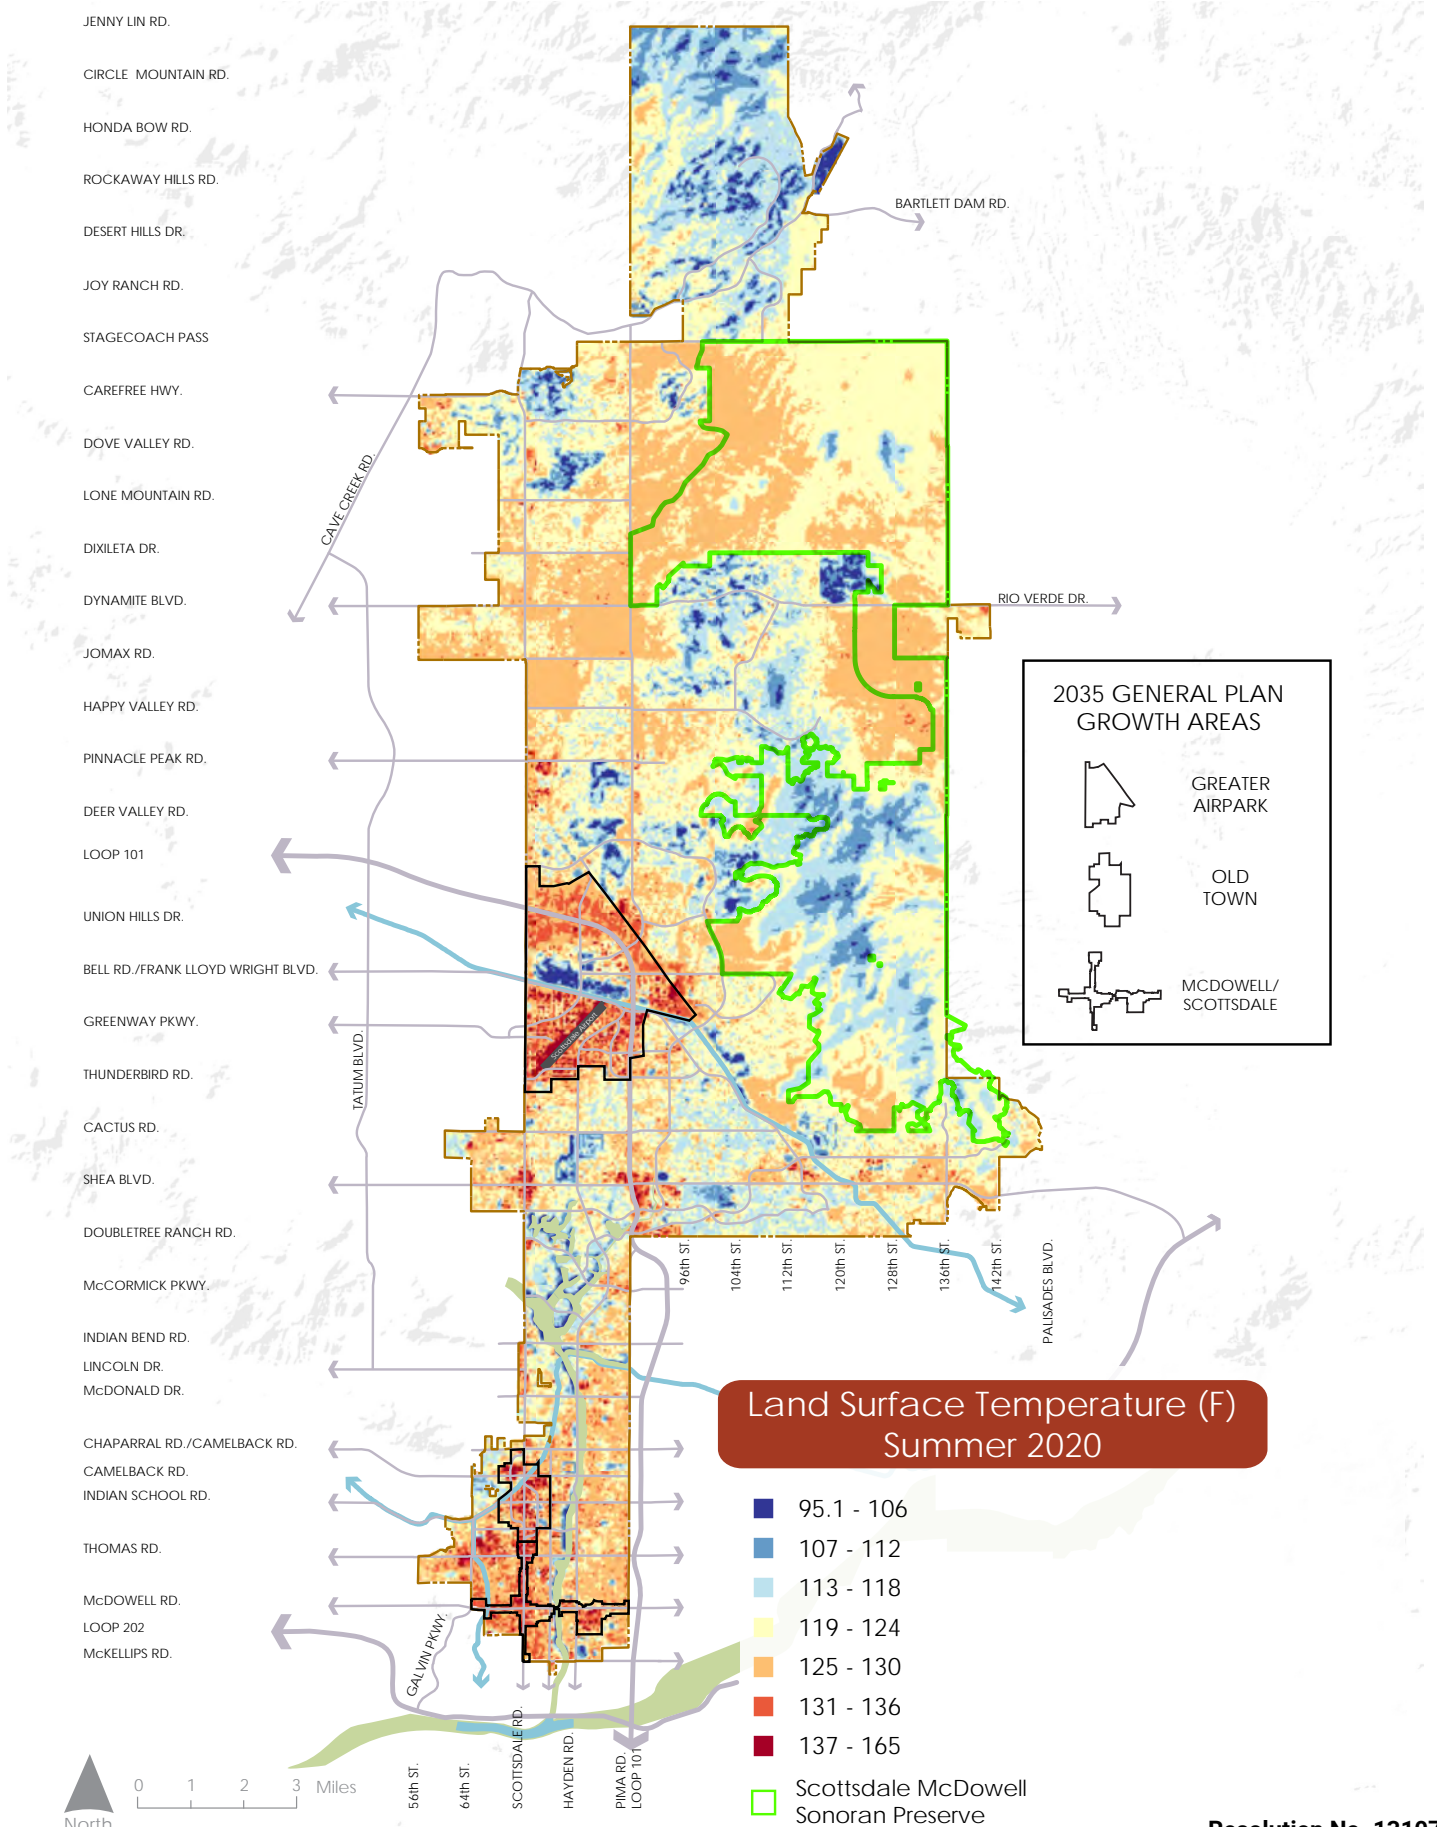 JENNY LIN RD.
CIRCLE MOUNTAIN RD.
HONDA BOW RD.
ROCKAWAY HILLS RD.
BARTLETT DAM RD.
DESERT HILLS DR.
JOY RANCH RD.
STAGECOACH PASS
CAREFREE HWY.
DOVE VALLEY RD.
CAVE CREEK RD.
LONE MOUNTAIN RD.
DIXILETA DR.
DYNAMITE BLVD.
RIO VERDE DR.
JOMAX RD.
HAPPY VALLEY RD.
PINNACLE PEAK RD.
DEER VALLEY RD.
LOOP 101
UNION HILLS DR.
BELL RD./FRANK LLOYD WRIGHT BLVD.
GREENWAY PKWY.
Scottsdale Airport
THUNDERBIRD RD.
TATUM BLVD.
CACTUS RD.
SHEA BLVD.
DOUBLETREE RANCH RD.
McCORMICK PKWY.
INDIAN BEND RD.
LINCOLN DR.
McDONALD DR.
CHAPARRAL RD./CAMELBACK RD.
CAMELBACK RD.
INDIAN SCHOOL RD.
THOMAS RD.
McDOWELL RD.
LOOP 202
McKELLIPS RD.
GALVIN PKWY.
2035 GENERAL PLAN
GROWTH AREAS
GREATER
AIRPARK
OLD
TOWN
MCDOWELL/
SCOTTSDALE
96th ST.
104th ST.
112th ST.
120th ST.
128th ST.
136th ST.
142th ST.
PALISADES BLVD.
Land Surface Temperature (F)
Summer 2020
95.1 - 106
107 - 112
113 - 118
119 - 124
125 - 130
131 - 136
137 - 165
Scottsdale McDowell
Sonoran Preserve
56th ST.
64th ST.
SCOTTSDALE RD.
HAYDEN RD.
PIMA RD.
LOOP 101
0 1 2 3 Miles
North
Resolution No.